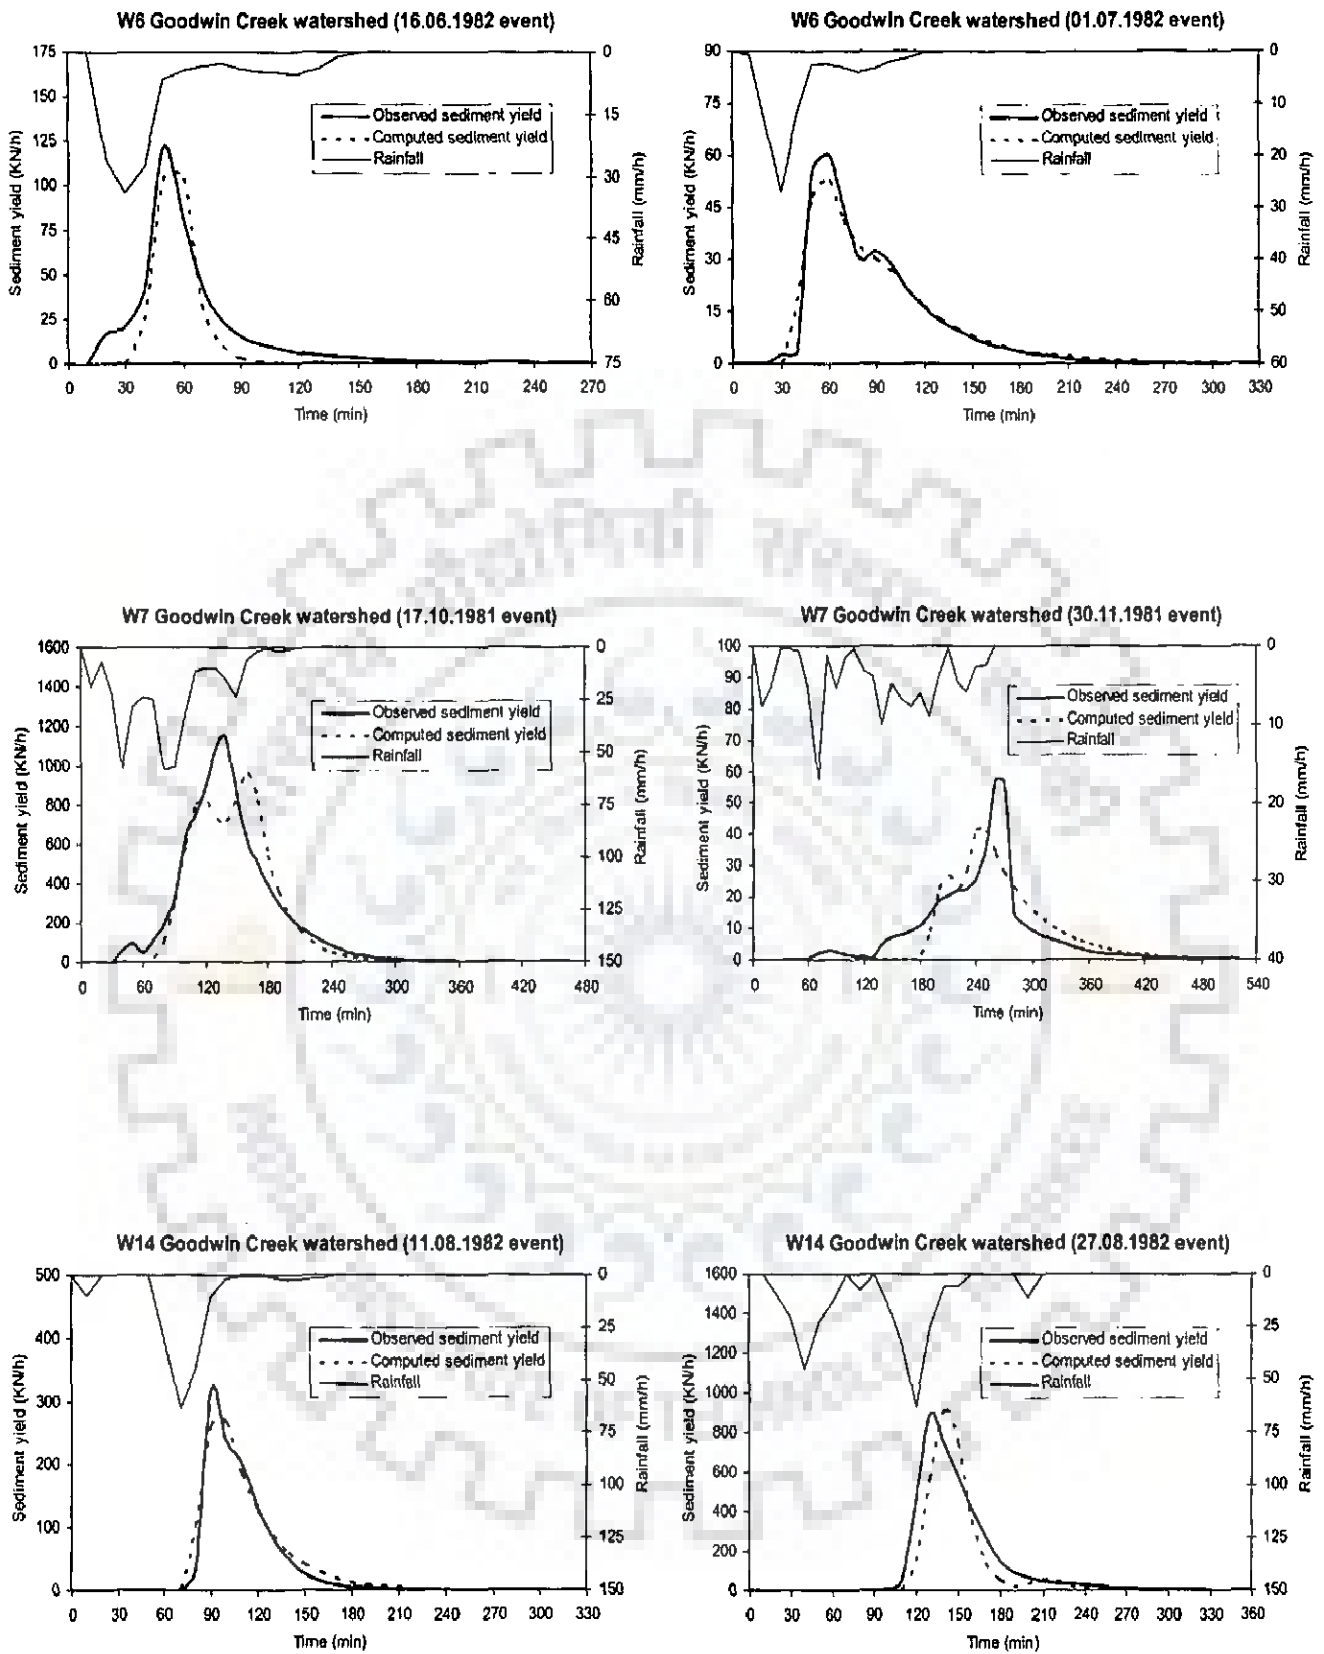 W6 Goodwin Creek watershed (16.06.1982 event)
175
150
125
100
75
50
25
0
Sediment yield (KN/h)
Observed sediment yield
Computed sediment yield
Rainfall
0
15
30
45
60
75
Rainfall (mm/h)
0 30 60 90 120 150 180 210 240 270
Time (min)
W6 Goodwin Creek watershed (01.07.1982 event)
90
75
60
45
30
15
0
Sediment yield (KN/h)
Observed sediment yield
Computed sediment yield
Rainfall
0
10
20
30
40
50
60
Rainfall (mm/h)
0 30 60 90 120 150 180 210 240 270 300 330
Time (min)
W7 Goodwin Creek watershed (17.10.1981 event)
1600
1400
1200
1000
800
600
400
200
0
Sediment yield (KN/h)
Observed sediment yield
Computed sediment yield
Rainfall
0
25
50
75
100
125
150
Rainfall (mm/h)
0 60 120 180 240 300 360 420 480
Time (min)
W7 Goodwin Creek watershed (30.11.1981 event)
100
90
80
70
60
50
40
30
20
10
0
Sediment yield (KN/h)
Observed sediment yield
Computed sediment yield
Rainfall
0
10
20
30
40
Rainfall (mm/h)
0 60 120 180 240 300 360 420 480 540
Time (min)
W14 Goodwin Creek watershed (11.08.1982 event)
500
400
300
200
100
0
Sediment yield (KN/h)
Observed sediment yield
Computed sediment yield
Rainfall
0
25
50
75
100
125
150
Rainfall (mm/h)
0 30 60 90 120 150 180 210 240 270 300 330
Time (min)
W14 Goodwin Creek watershed (27.08.1982 event)
1600
1400
1200
1000
800
600
400
200
0
Sediment yield (KN/h)
Observed sediment yield
Computed sediment yield
Rainfall
0
25
50
75
100
125
150
Rainfall (mm/h)
0 30 60 90 120 150 180 210 240 270 300 330 360
Time (min)